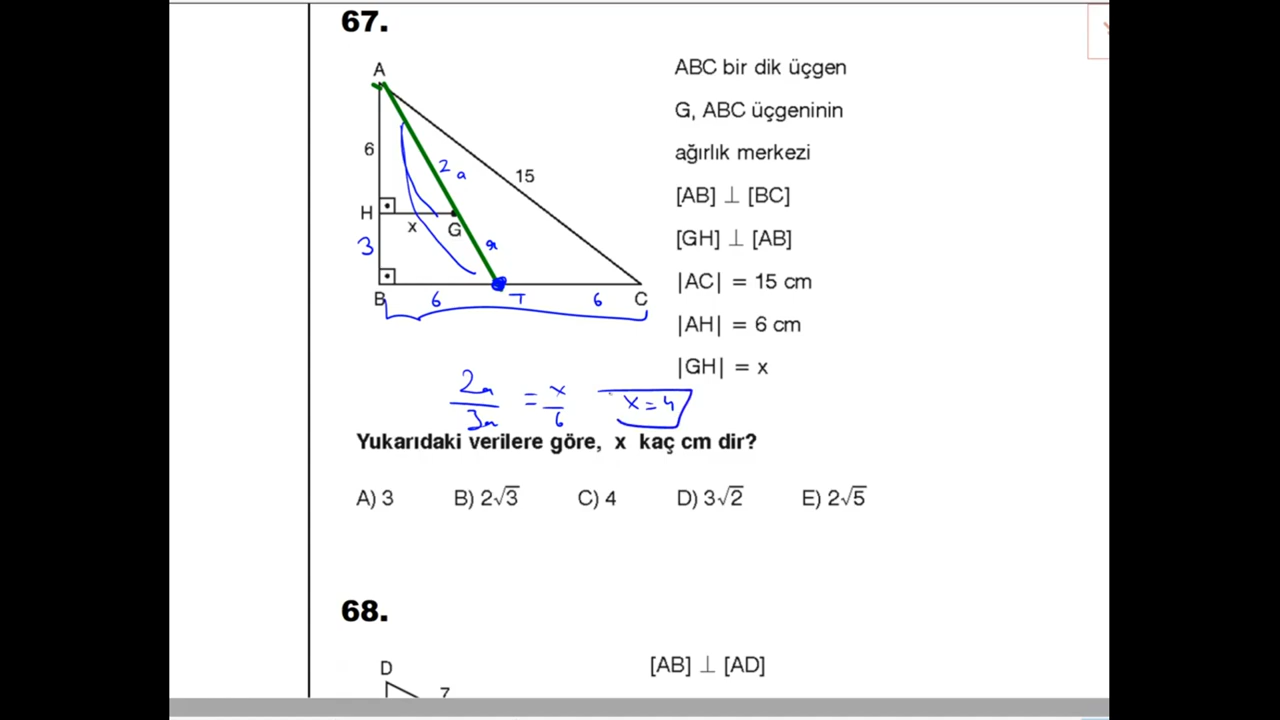 67.
A
6
2a
15
H
x
G
a
3
B
6
T
6
C
ABC bir dik üçgen
G, ABC üçgeninin
ağırlık merkezi
[AB] ⊥ [BC]
[GH] ⊥ [AB]
|AC| = 15 cm
|AH| = 6 cm
|GH| = x
2a/3a = x/6 x = 4
Yukarıdaki verilere göre, x kaç cm dir?
A) 3 B) 2√3 C) 4 D) 3√2 E) 2√5
68.
D
7
[AB] ⊥ [AD]